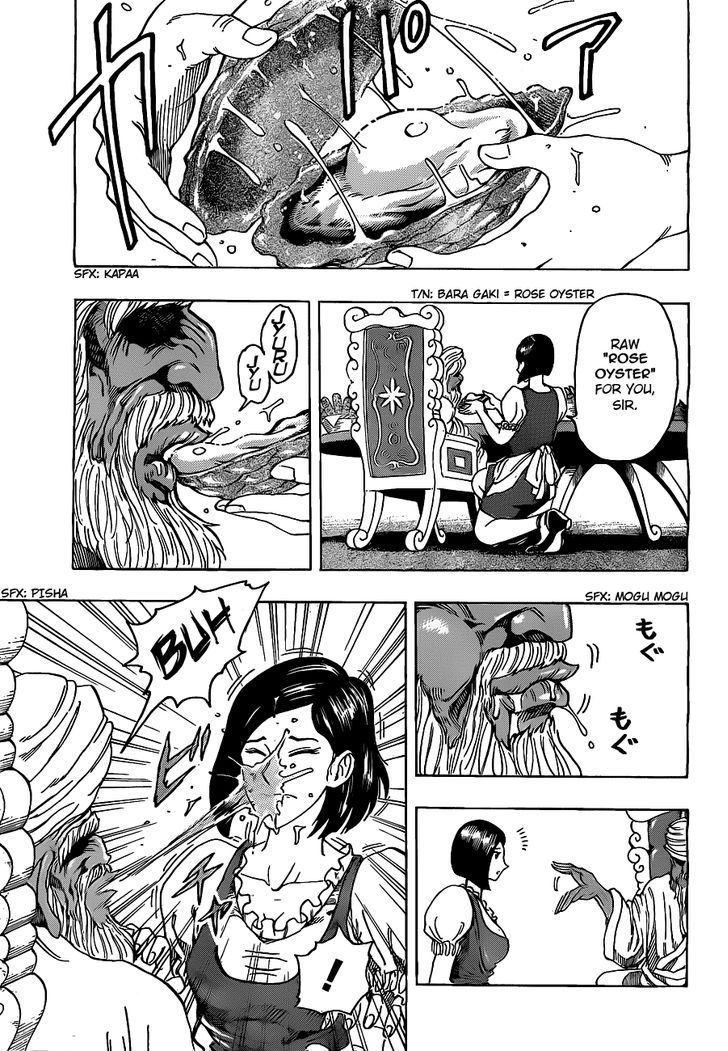 カパァ
SFX: KAPAA
T/N: BARA GAKI = ROSE OYSTER
RAW
"ROSE
OYSTER"
FOR YOU,
SIR.
JYURU
JYU
SFX: MOGU MOGU
もぐ
もぐ
SFX: PISHA
BUH
!